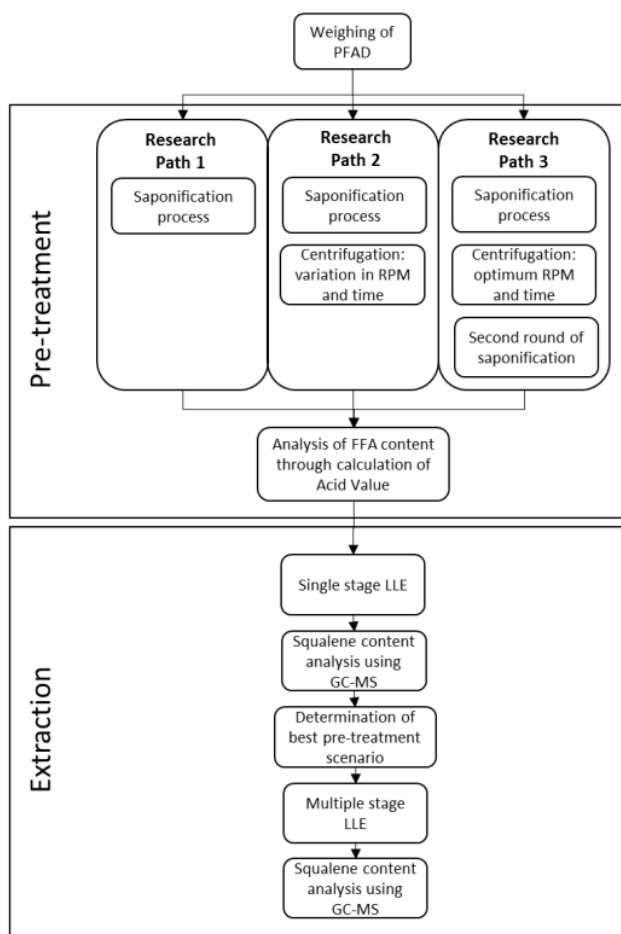 Weighing of
PFAD
Pre-treatment
Research
Path 1
Saponification
process
Research
Path 2
Saponification
process
Centrifugation:
variation in RPM
and time
Research
Path 3
Saponification
process
Centrifugation:
optimum RPM
and time
Second round of
saponification
Analysis of FFA content
through calculation of
Acid Value
Extraction
Single stage LLE
Squalene content
analysis using
GC-MS
Determination of
best pre-treatment
scenario
Multiple stage
LLE
Squalene content
analysis using
GC-MS